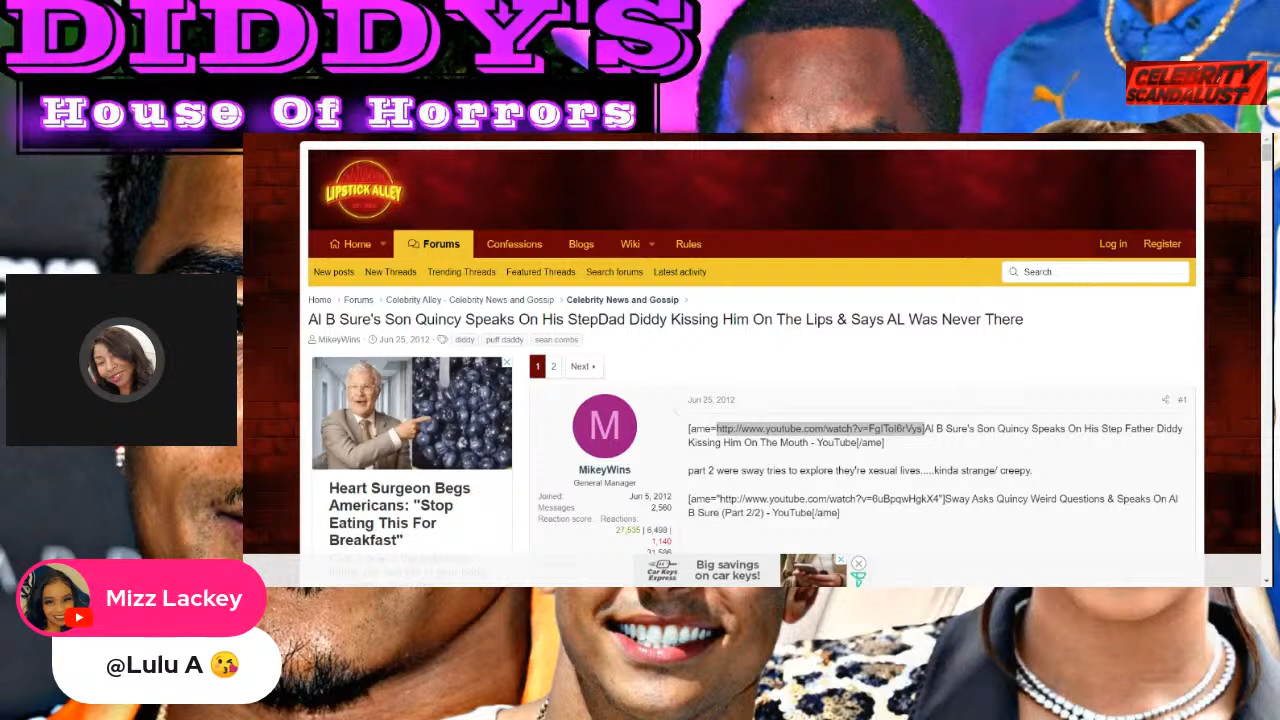 DIDDY'S
House Of Horrors
CELEBRITY
SCANDALUST
LIPSTICK ALLEY
Home
Forums
Confessions
Blogs
Wiki
Rules
Log in
Register
New posts
New Threads
Trending Threads
Featured Threads
Search forums
Latest activity
Search…
Home > Forums > Celebrity Alley - Celebrity News and Gossip > Celebrity News and Gossip >
Al B Sure's Son Quincy Speaks On His StepDad Diddy Kissing Him On The Lips & Says AL Was Never There
MikeyWins
Jun 25, 2012
diddy
puff daddy
sean combs
1 2 Next
Jun 25, 2012
#1
M
MikeyWins
General Manager
Joined: Jun 5, 2012
Messages: 2,560
Reaction score: Reactions:
27,535 | 6,498 |
1,140
[ame=http://www.youtube.com/watch?v=FgIToI6rVys]Al B Sure's Son Quincy Speaks On His Step Father Diddy
Kissing Him On The Mouth - YouTube[/ame]
part 2 were sway tries to explore they're xesual lives.....kinda strange/ creepy.
[ame="http://www.youtube.com/watch?v=6uBpqwHgkX4"]Sway Asks Quincy Weird Questions & Speaks On Al
B Sure (Part 2/2) - YouTube[/ame]
Heart Surgeon Begs
Americans: "Stop
Eating This For
Breakfast"
Car Keys
Express
Big savings
on car keys!
Mizz Lackey
@Lulu A 😘